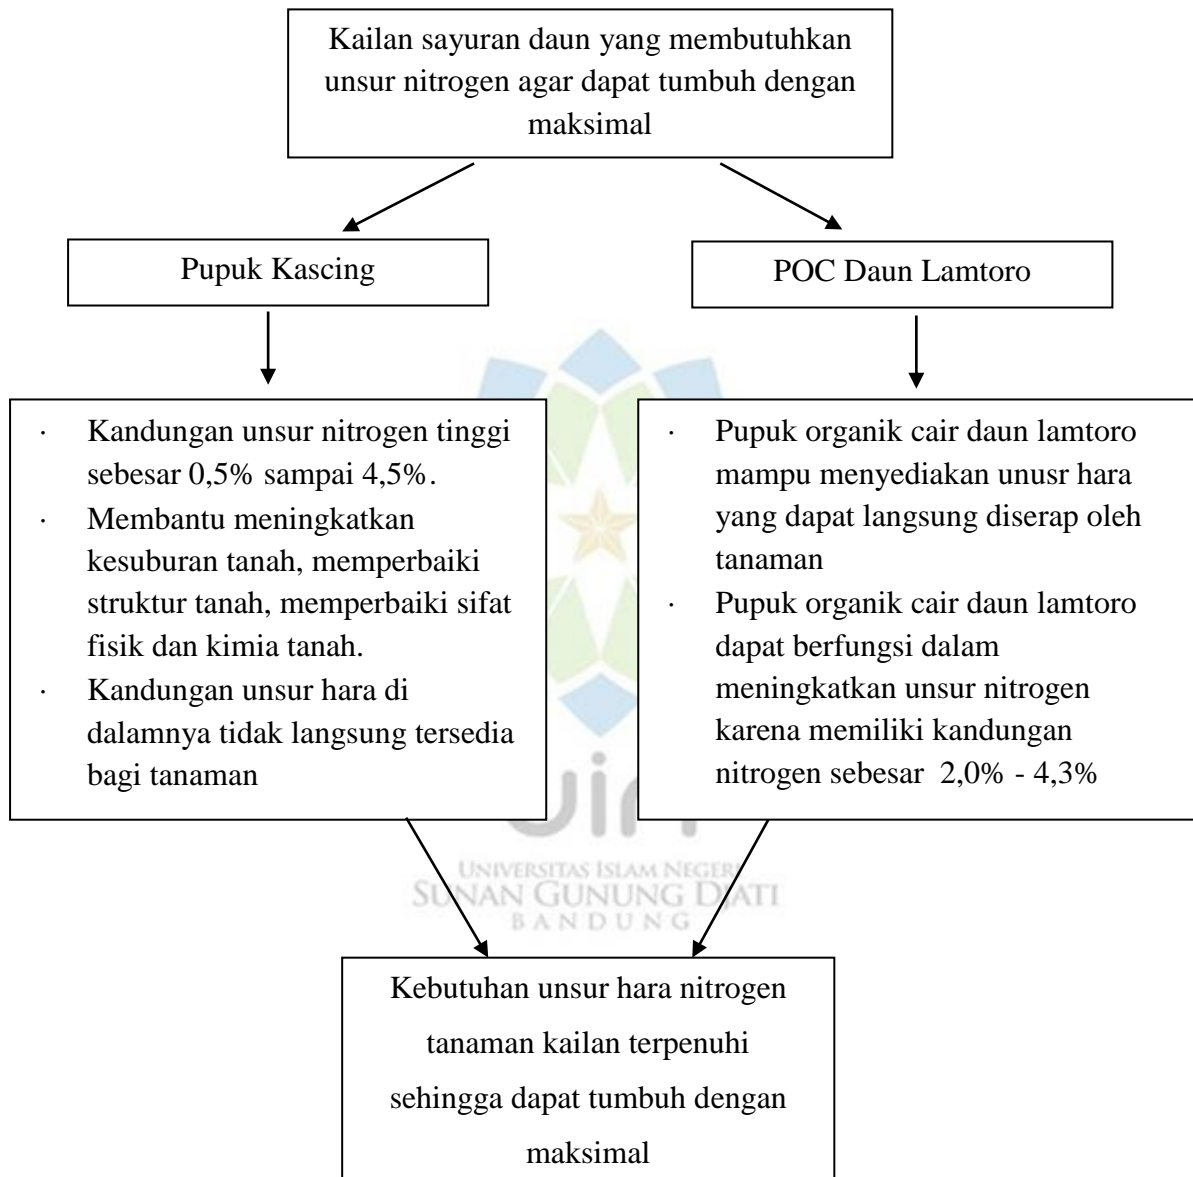 Kailan sayuran daun yang membutuhkan
unsur nitrogen agar dapat tumbuh dengan
maksimal
Pupuk Kascing
POC Daun Lamtoro
· Kandungan unsur nitrogen tinggi
sebesar 0,5% sampai 4,5%.
· Membantu meningkatkan
kesuburan tanah, memperbaiki
struktur tanah, memperbaiki sifat
fisik dan kimia tanah.
· Kandungan unsur hara di
dalamnya tidak langsung tersedia
bagi tanaman
· Pupuk organik cair daun lamtoro
mampu menyediakan unusr hara
yang dapat langsung diserap oleh
tanaman
· Pupuk organik cair daun lamtoro
dapat berfungsi dalam
meningkatkan unsur nitrogen
karena memiliki kandungan
nitrogen sebesar 2,0% - 4,3%
uin
UNIVERSITAS ISLAM NEGERI
SUNAN GUNUNG DJATI
BANDUNG
Kebutuhan unsur hara nitrogen
tanaman kailan terpenuhi
sehingga dapat tumbuh dengan
maksimal